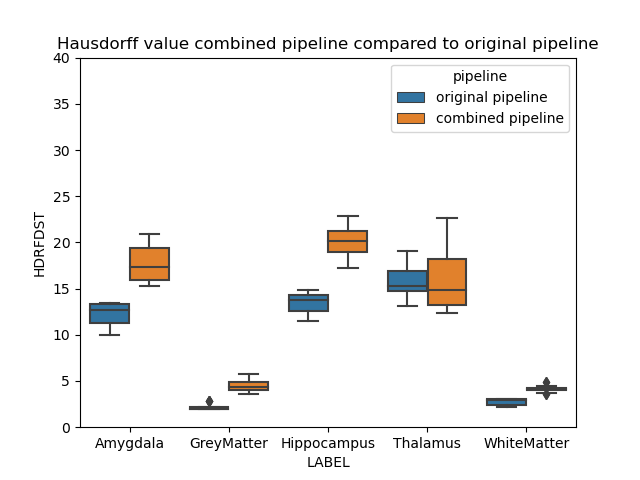 Hausdorff value combined pipeline compared to original pipeline
pipeline
original pipeline
combined pipeline
HDRFDST
40
35
30
25
20
15
10
5
0
Amygdala GreyMatter Hippocampus Thalamus WhiteMatter
LABEL